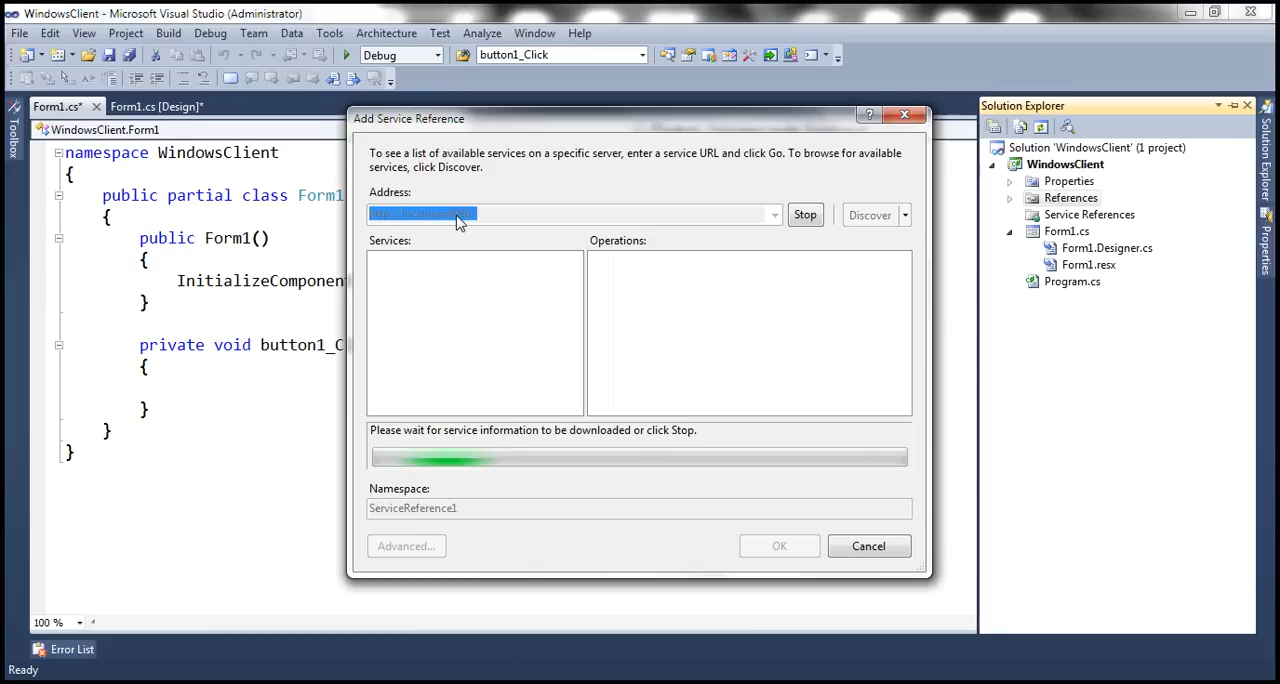 WindowsClient - Microsoft Visual Studio (Administrator)
File Edit View Project Build Debug Team Data Tools Architecture Test Analyze Window Help
Debug button1_Click
Form1.cs* Form1.cs [Design]*
WindowsClient.Form1
namespace WindowsClient
{
public partial class Form1
{
public Form1()
{
InitializeComponent
}
private void button1_C
{
}
}
}
100 %
Error List
Ready
Toolbox
Add Service Reference
To see a list of available services on a specific server, enter a service URL and click Go. To browse for available
services, click Discover.
Address:
Stop Discover
Services: Operations:
Please wait for service information to be downloaded or click Stop.
Namespace:
ServiceReference1
Advanced... OK Cancel
Solution Explorer
Solution 'WindowsClient' (1 project)
WindowsClient
Properties
References
Service References
Form1.cs
Form1.Designer.cs
Form1.resx
Program.cs
Solution Explorer
Properties